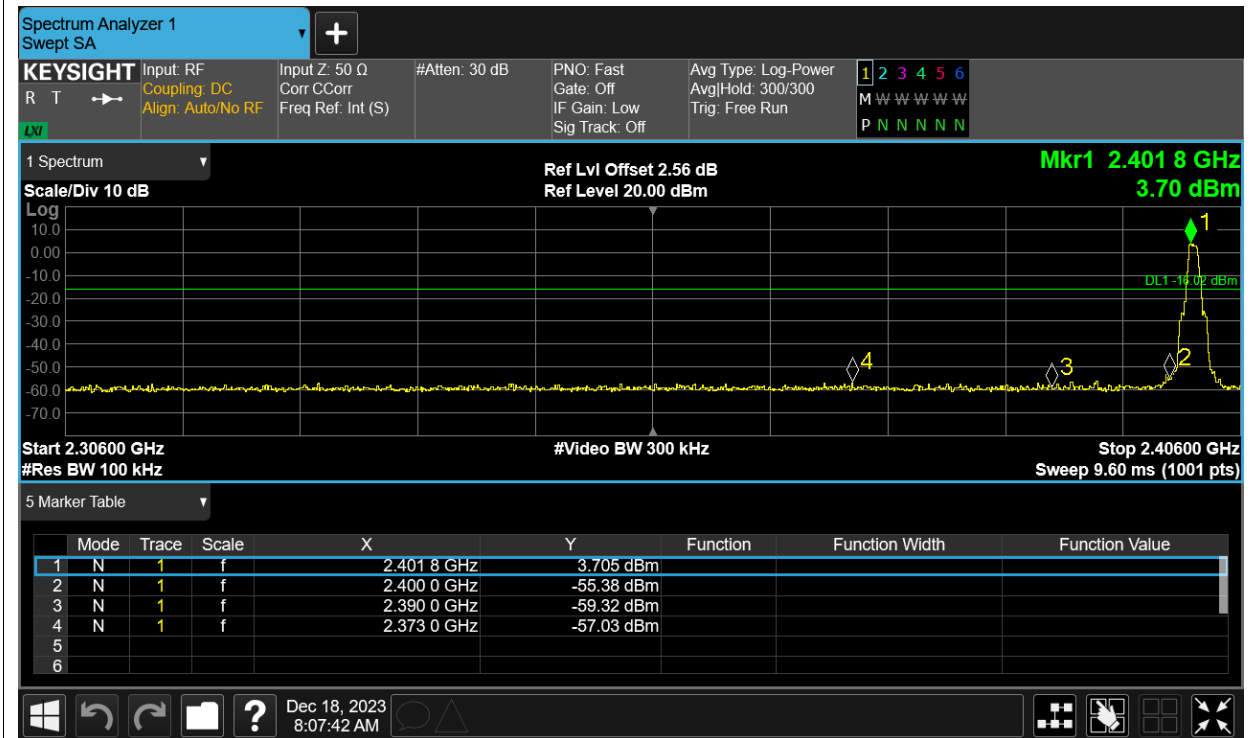 Spectrum Analyzer 1
Swept SA
+
KEYSIGHT
R T
LXI
Input: RF
Coupling: DC
Align: Auto/No RF
Input Z: 50 Ω
Corr CCorr
Freq Ref: Int (S)
#Atten: 30 dB
PNO: Fast
Gate: Off
IF Gain: Low
Sig Track: Off
Avg Type: Log-Power
Avg|Hold: 300/300
Trig: Free Run
1 2 3 4 5 6
M W W W W W
P N N N N N
1 Spectrum
Scale/Div 10 dB
Ref Lvl Offset 2.56 dB
Ref Level 20.00 dBm
Mkr1 2.401 8 GHz
3.70 dBm
Log
10.0
0.00
-10.0
-20.0
-30.0
-40.0
-50.0
-60.0
-70.0
1
DL1 -16.02 dBm
4
3
2
Start 2.30600 GHz
#Video BW 300 kHz
Stop 2.40600 GHz
#Res BW 100 kHz
Sweep 9.60 ms (1001 pts)
5 Marker Table
Mode Trace Scale X Y Function Function Width Function Value
1 N 1 f 2.401 8 GHz 3.705 dBm
2 N 1 f 2.400 0 GHz -55.38 dBm
3 N 1 f 2.390 0 GHz -59.32 dBm
4 N 1 f 2.373 0 GHz -57.03 dBm
5
6
?
Dec 18, 2023
8:07:42 AM